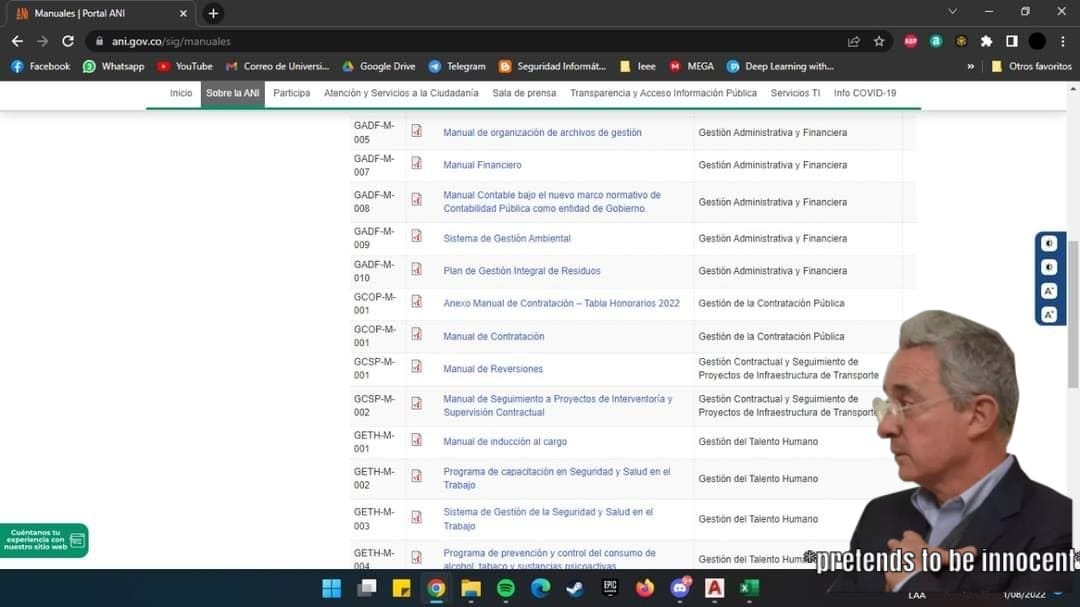 Manuales | Portal ANI
ani.gov.co/sig/manuales
Facebook Whatsapp YouTube Correo de Universi... Google Drive Telegram Seguridad Informát... Ieee MEGA Deep Learning with... » Otros favoritos
Inicio Sobre la ANI Participa Atención y Servicios a la Ciudadanía Sala de prensa Transparencia y Acceso Información Pública Servicios TI Info COVID-19
GADF-M-
005
Manual de organización de archivos de gestión
Gestión Administrativa y Financiera
GADF-M-
007
Manual Financiero
Gestión Administrativa y Financiera
GADF-M-
008
Manual Contable bajo el nuevo marco normativo de
Contabilidad Pública como entidad de Gobierno.
Gestión Administrativa y Financiera
GADF-M-
009
Sistema de Gestión Ambiental
Gestión Administrativa y Financiera
GADF-M-
010
Plan de Gestión Integral de Residuos
Gestión Administrativa y Financiera
GCOP-M-
001
Anexo Manual de Contratación – Tabla Honorarios 2022
Gestión de la Contratación Pública
GCOP-M-
001
Manual de Contratación
Gestión de la Contratación Pública
GCSP-M-
001
Manual de Reversiones
Gestión Contractual y Seguimiento de
Proyectos de Infraestructura de Transporte
GCSP-M-
002
Manual de Seguimiento a Proyectos de Interventoría y
Supervisión Contractual
Gestión Contractual y Seguimiento de
Proyectos de Infraestructura de Transporte
GETH-M-
001
Manual de inducción al cargo
Gestión del Talento Humano
GETH-M-
002
Programa de capacitación en Seguridad y Salud en el
Trabajo
Gestión del Talento Humano
GETH-M-
003
Sistema de Gestión de la Seguridad y Salud en el
Trabajo
Gestión del Talento Humano
GETH-M-
004
Programa de prevención y control del consumo de
alcohol, tabaco y sustancias psicoactivas
Gestión del Talento Huma
Cuéntanos tu
experiencia con
nuestro sitio web
*pretends to be innocent*
EPIC
LAA
1/08/2022